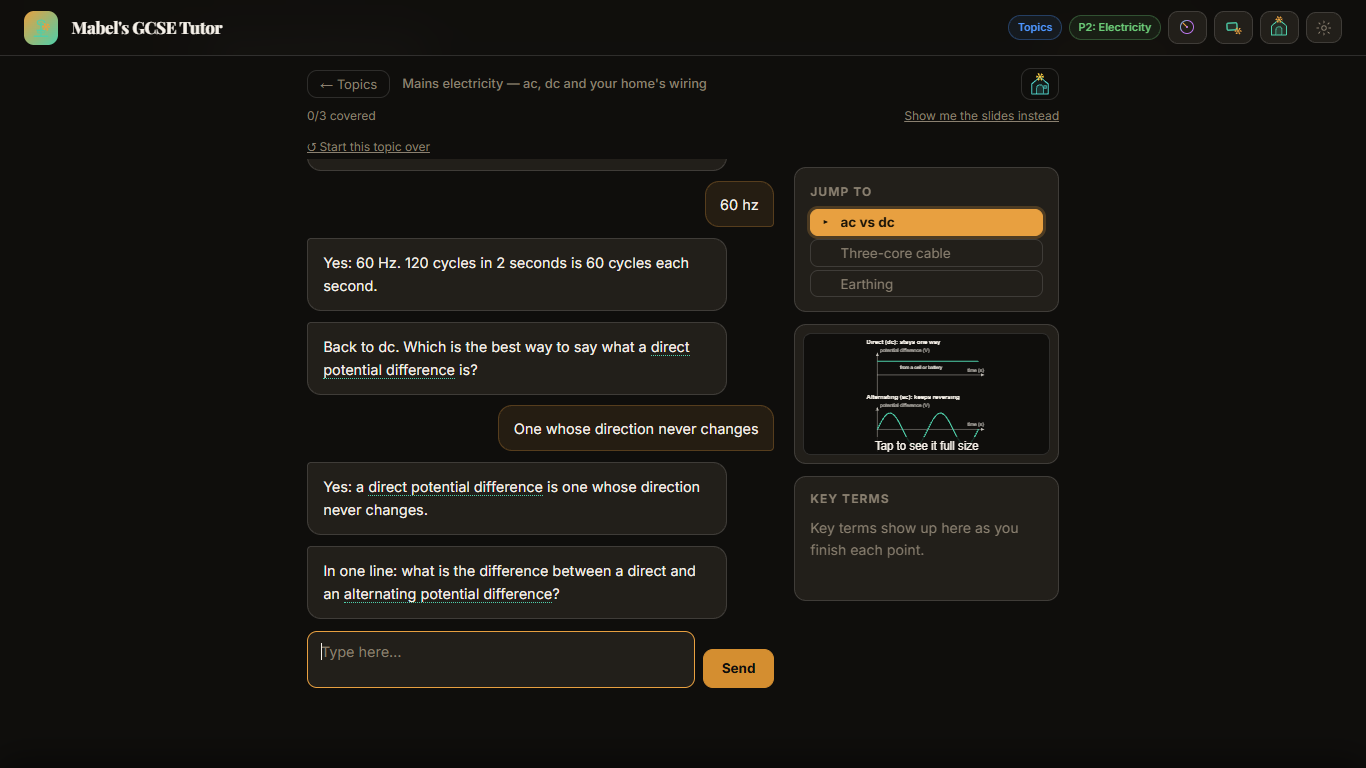 Mabel's GCSE Tutor
Topics
P2: Electricity
← Topics
Mains electricity — ac, dc and your home's wiring
0/3 covered
Show me the slides instead
↺ Start this topic over
60 hz
Yes: 60 Hz. 120 cycles in 2 seconds is 60 cycles each
second.
Back to dc. Which is the best way to say what a direct
potential difference is?
One whose direction never changes
Yes: a direct potential difference is one whose direction
never changes.
In one line: what is the difference between a direct and
an alternating potential difference?
Type here...
Send
JUMP TO
▸ ac vs dc
Three-core cable
Earthing
Direct (dc): stays one way
potential difference (V)
from a cell or battery
time (s)
Alternating (ac): keeps reversing
potential difference (V)
time (s)
Tap to see it full size
KEY TERMS
Key terms show up here as you
finish each point.